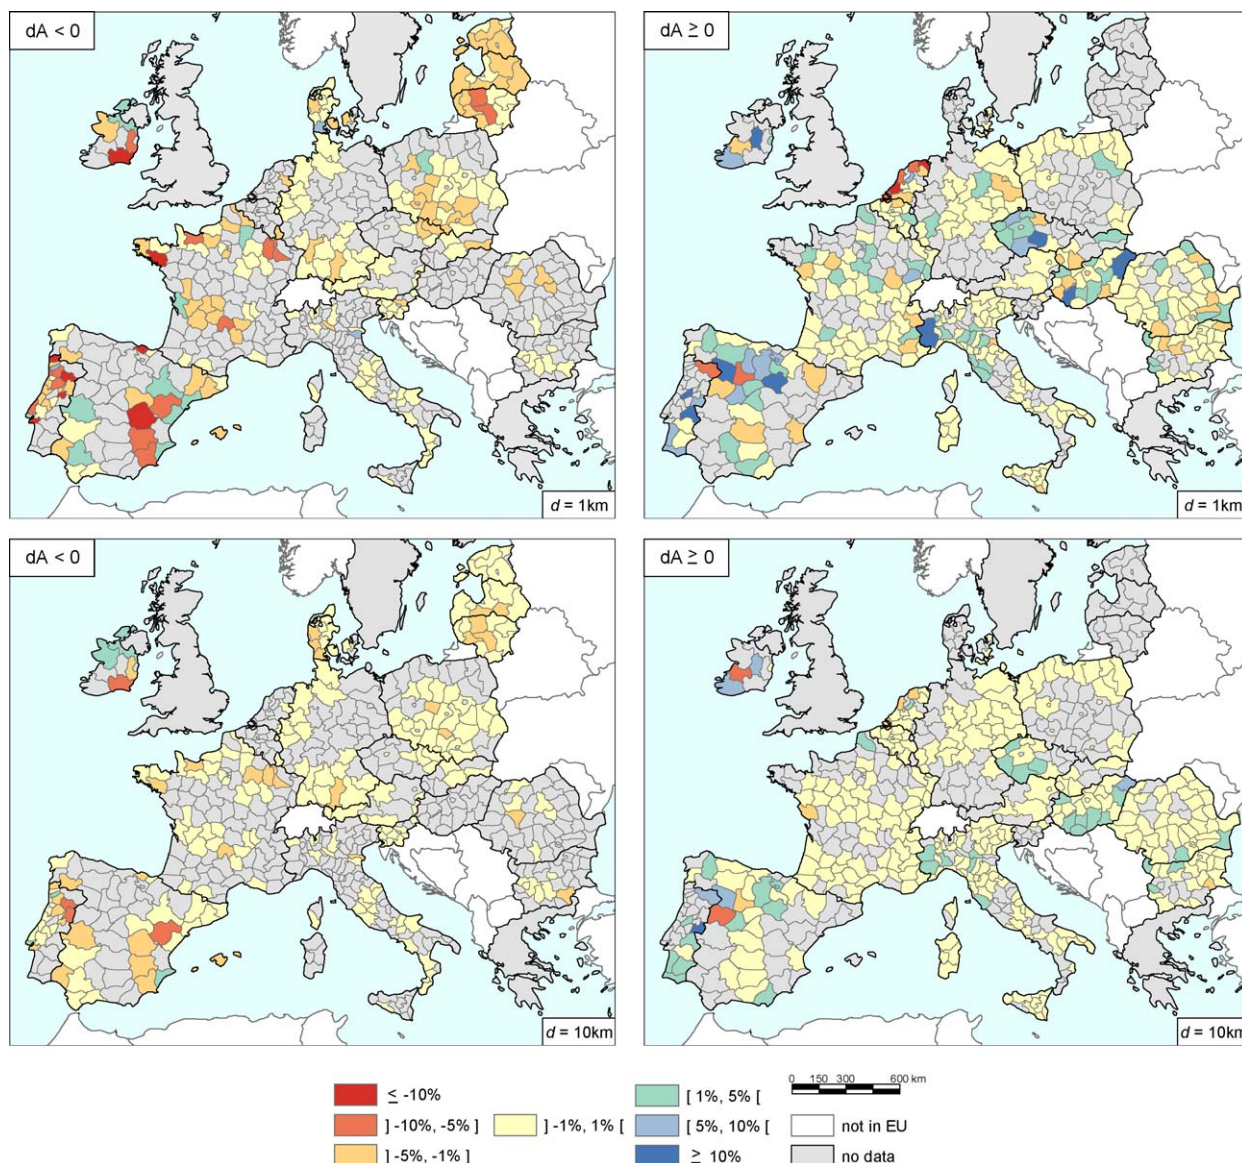 dA < 0
dA ≥ 0
d = 1km
d = 1km
dA < 0
dA ≥ 0
d = 10km
d = 10km
≤ -10%
] -10%, -5% ]
] -5%, -1% ]
] -1%, 1% [
[ 1%, 5% [
[ 5%, 10% [
≥ 10%
0 150 300 600 km
not in EU
no data